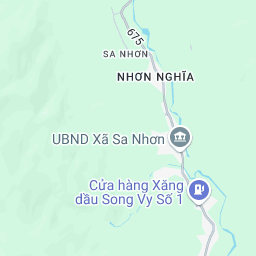 675
SA NHƠN
NHƠN NGHĨA
UBND Xã Sa Nhơn
Cửa hàng Xăng
dầu Song Vy Số 1